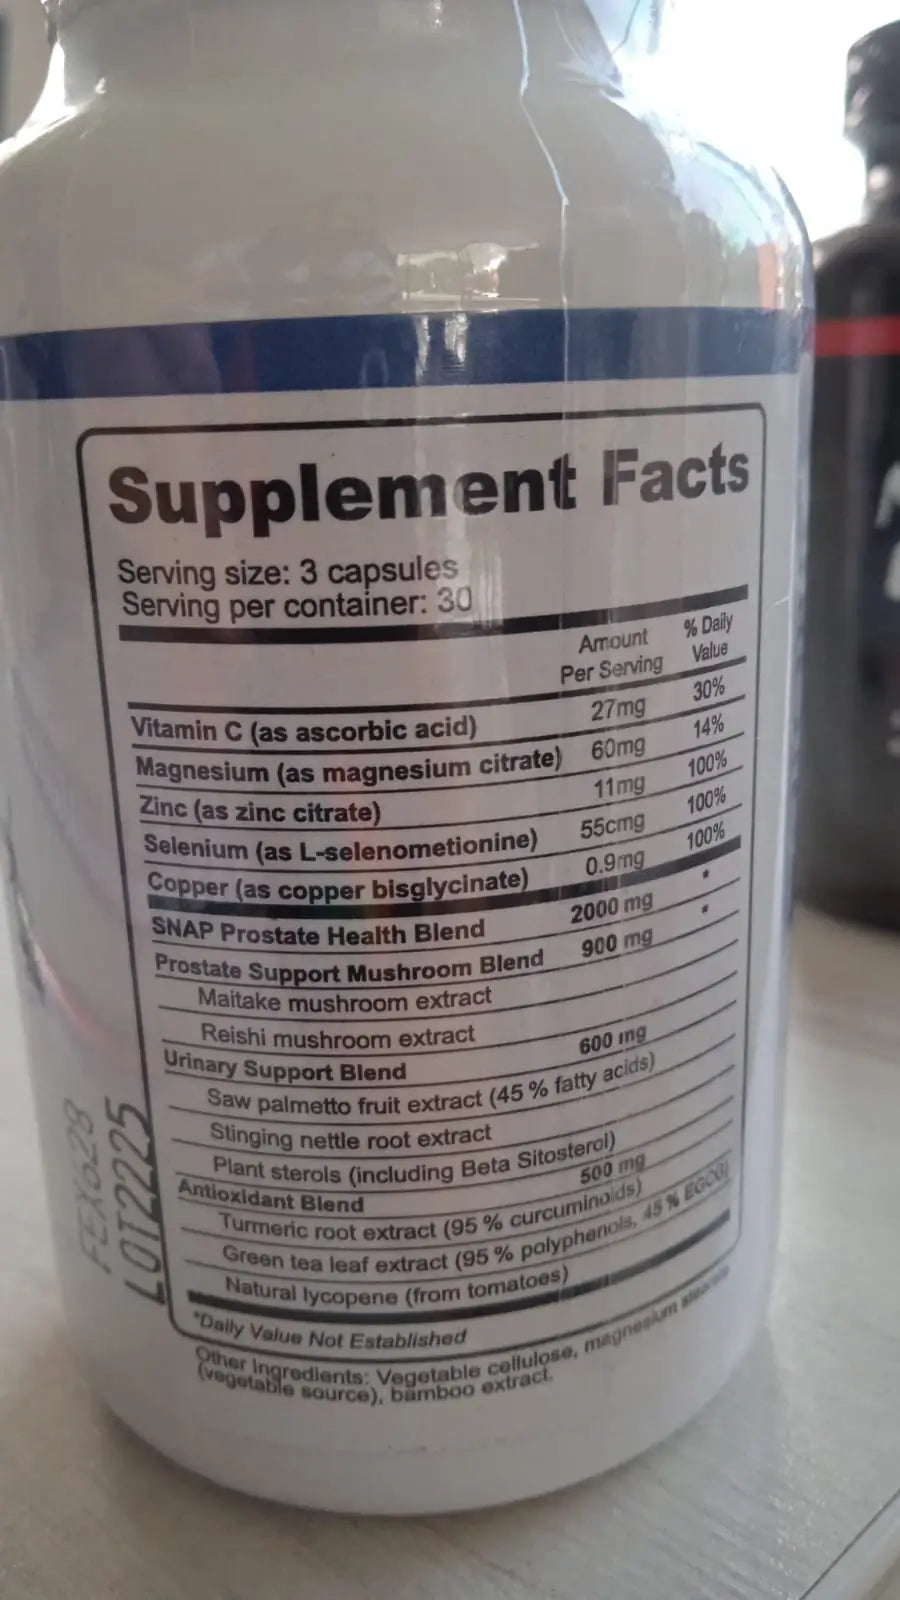 Supplement Facts
Serving size: 3 capsules
Serving per container: 30
Amount Per Serving % Daily Value
Vitamin C (as ascorbic acid) 27mg 30%
Magnesium (as magnesium citrate) 60mg 14%
Zinc (as zinc citrate) 11mg 100%
Selenium (as L-selenometionine) 55cmg 100%
Copper (as copper bisglycinate) 0.9mg 100%
SNAP Prostate Health Blend 2000 mg *
Prostate Support Mushroom Blend 900 mg *
Maitake mushroom extract
Reishi mushroom extract
Urinary Support Blend 600 mg
Saw palmetto fruit extract (45 % fatty acids)
Stinging nettle root extract
Plant sterols (including Beta Sitosterol)
Antioxidant Blend 500 mg
Turmeric root extract (95 % curcuminoids)
Green tea leaf extract (95 % polyphenols, 45 % EGCG)
Natural lycopene (from tomatoes)
*Daily Value Not Established
Other Ingredients: Vegetable cellulose, magnesium stearate
(vegetable source), bamboo extract.
LOT2225